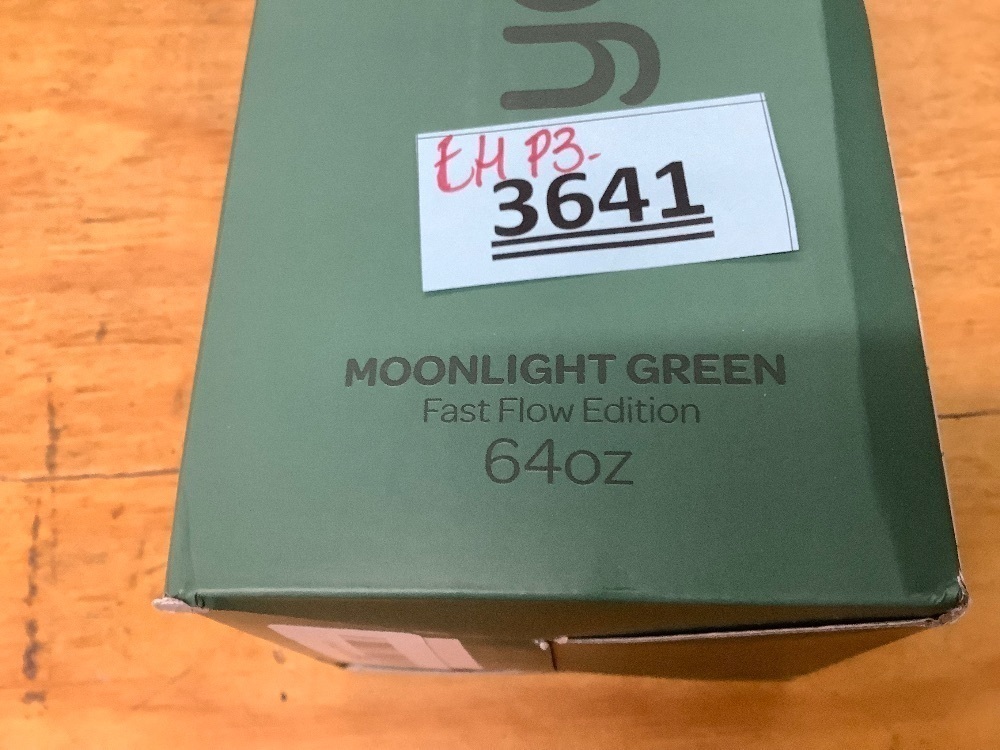 EH P3-
3641
MOONLIGHT GREEN
Fast Flow Edition
64oz